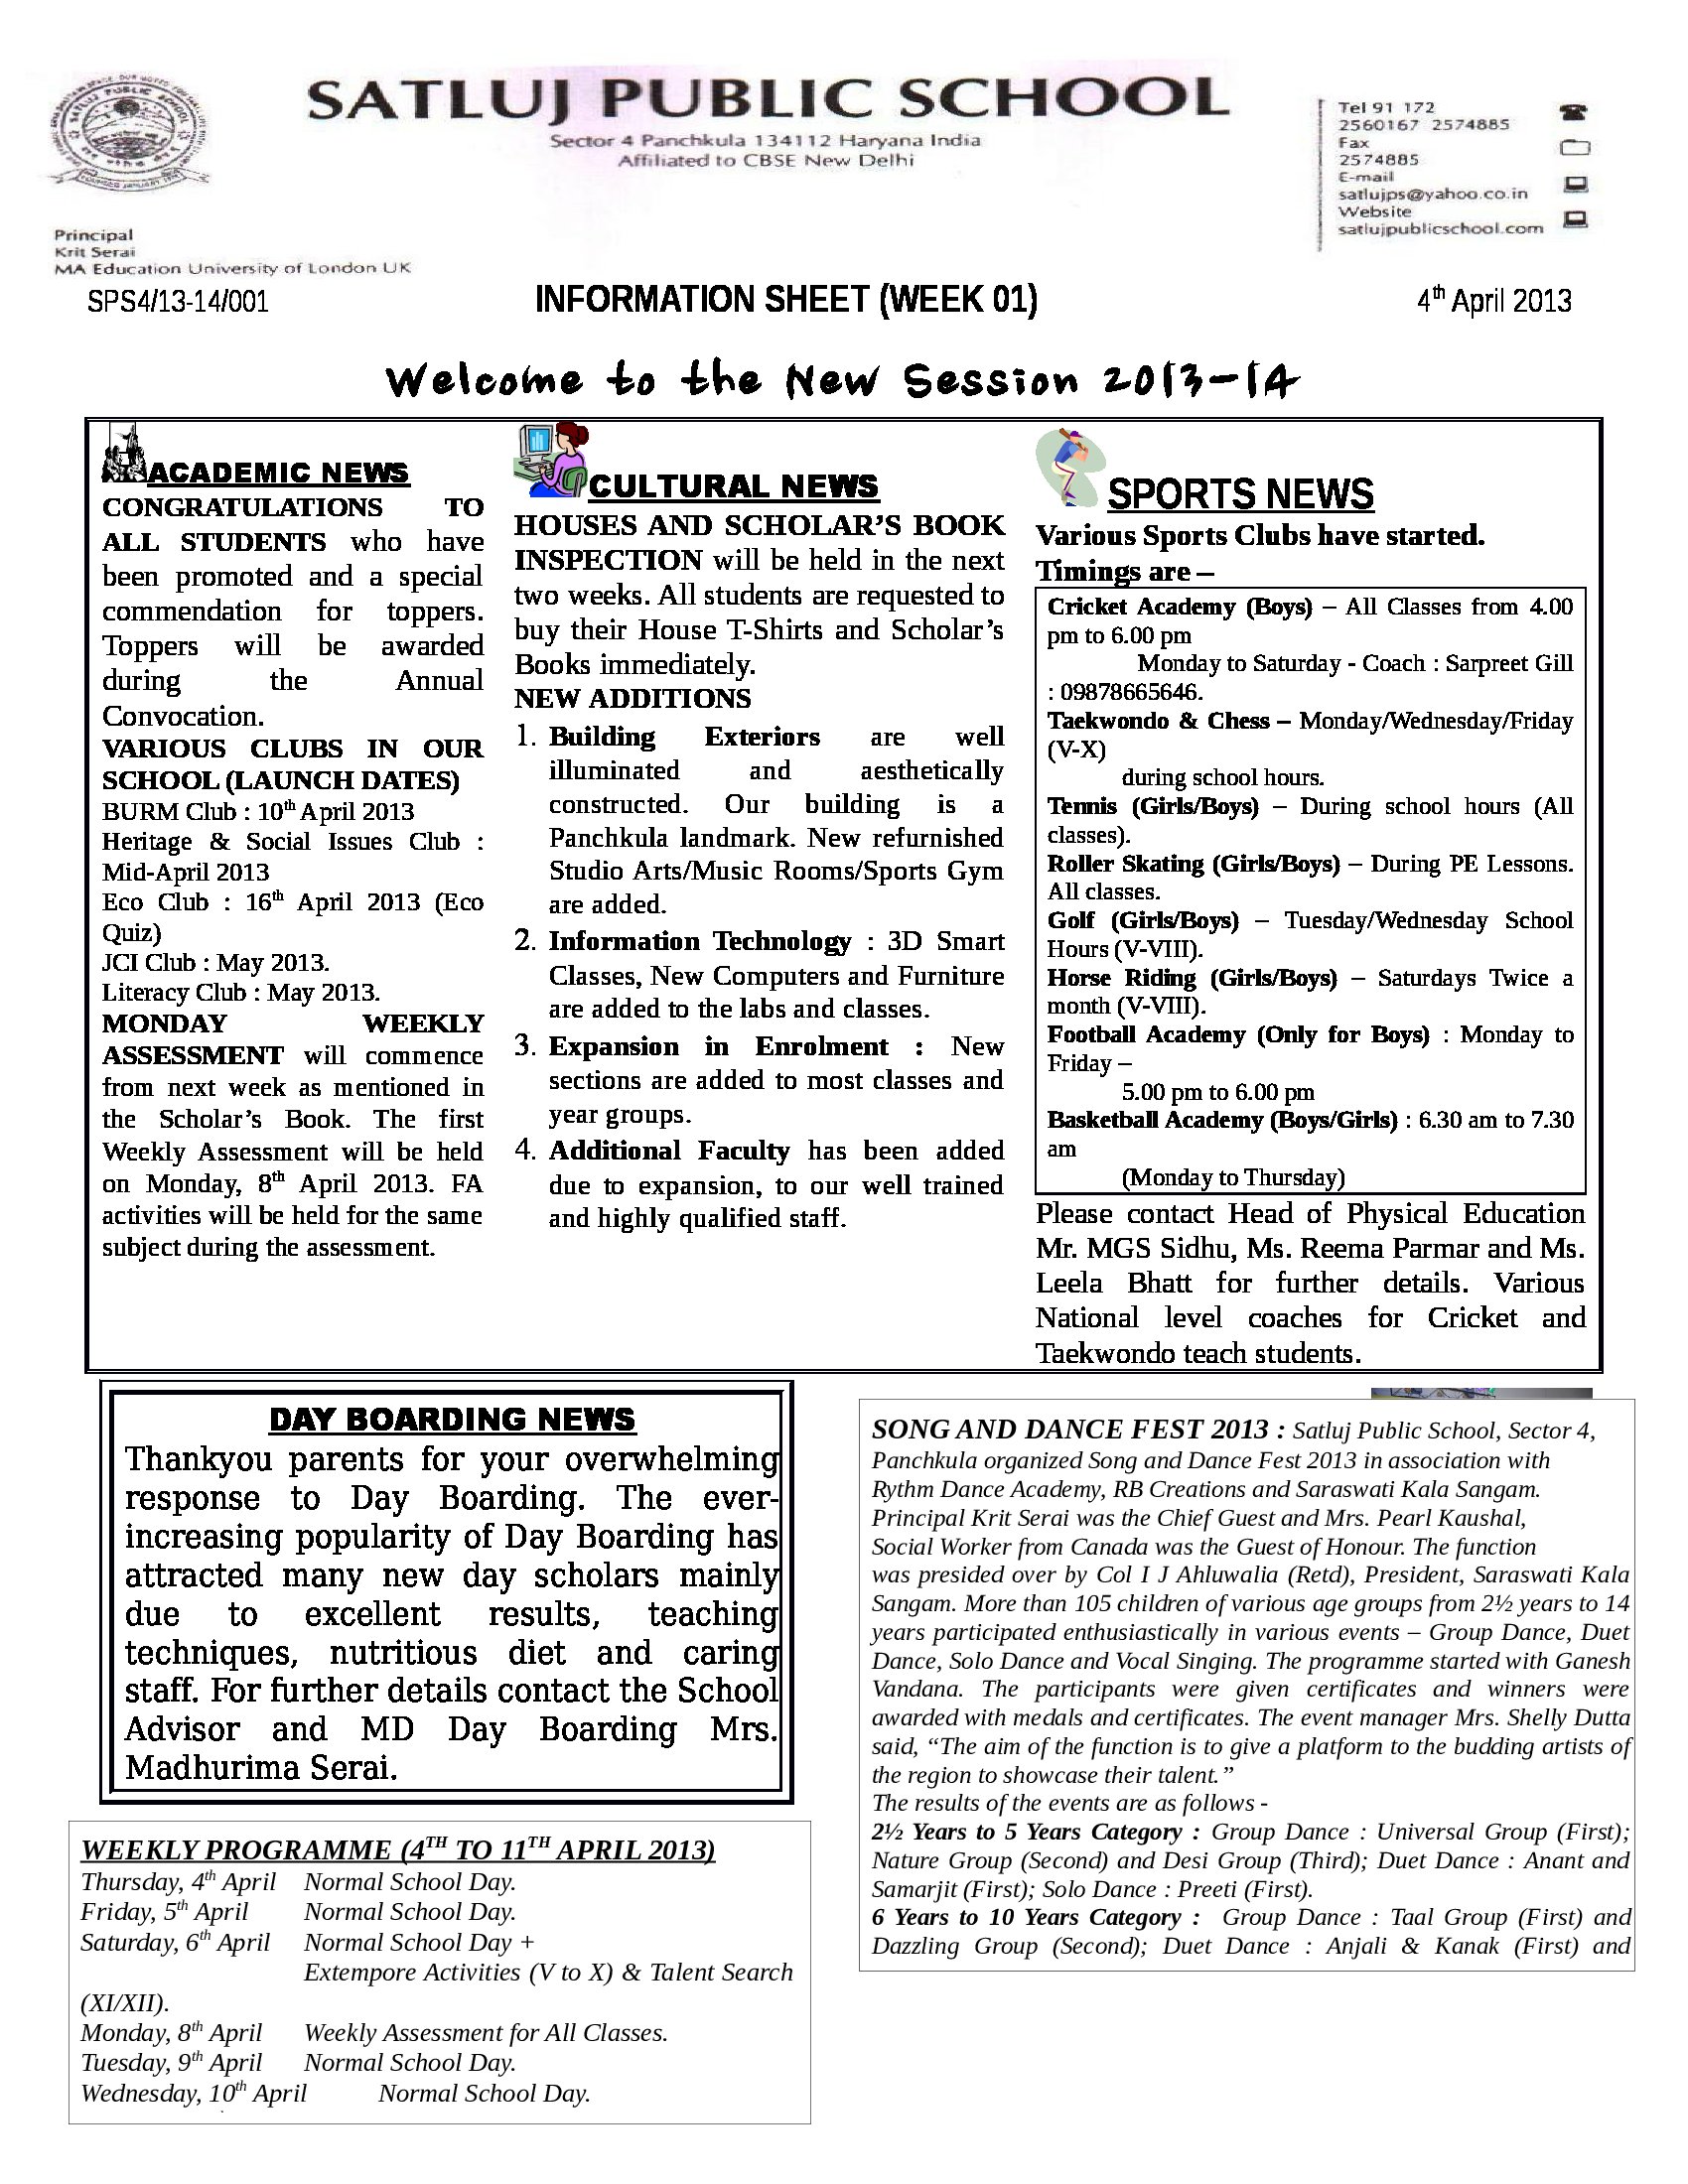 SATLUJ PUBLIC SCHOOL
Sector 4 Panchkula 134112 Haryana India
Affiliated to CBSE New Delhi
Tel 91 172
2560167 2574885
Fax
2574885
E-mail
satlujps@yahoo.co.in
Website
satlujpublicschool.com
Principal
Krit Serai
MA Education University of London UK
SPS4/13-14/001 INFORMATION SHEET (WEEK 01) 4th April 2013
Welcome to the New Session 2013-14
ACADEMIC NEWS
CONGRATULATIONS TO
ALL STUDENTS who have
been promoted and a special
commendation for toppers.
Toppers will be awarded
during the Annual
Convocation.
VARIOUS CLUBS IN OUR
SCHOOL (LAUNCH DATES)
BURM Club : 10th April 2013
Heritage & Social Issues Club :
Mid-April 2013
Eco Club : 16th April 2013 (Eco
Quiz)
JCI Club : May 2013.
Literacy Club : May 2013.
MONDAY WEEKLY
ASSESSMENT will commence
from next week as mentioned in
the Scholar’s Book. The first
Weekly Assessment will be held
on Monday, 8th April 2013. FA
activities will be held for the same
subject during the assessment.
CULTURAL NEWS
HOUSES AND SCHOLAR’S BOOK
INSPECTION will be held in the next
two weeks. All students are requested to
buy their House T-Shirts and Scholar’s
Books immediately.
NEW ADDITIONS
1. Building Exteriors are well
illuminated and aesthetically
constructed. Our building is a
Panchkula landmark. New refurnished
Studio Arts/Music Rooms/Sports Gym
are added.
2. Information Technology : 3D Smart
Classes, New Computers and Furniture
are added to the labs and classes.
3. Expansion in Enrolment : New
sections are added to most classes and
year groups.
4. Additional Faculty has been added
due to expansion, to our well trained
and highly qualified staff.
SPORTS NEWS
Various Sports Clubs have started.
Timings are –
Cricket Academy (Boys) – All Classes from 4.00
pm to 6.00 pm
Monday to Saturday - Coach : Sarpreet Gill
: 09878665646.
Taekwondo & Chess – Monday/Wednesday/Friday
(V-X)
during school hours.
Tennis (Girls/Boys) – During school hours (All
classes).
Roller Skating (Girls/Boys) – During PE Lessons.
All classes.
Golf (Girls/Boys) – Tuesday/Wednesday School
Hours (V-VIII).
Horse Riding (Girls/Boys) – Saturdays Twice a
month (V-VIII).
Football Academy (Only for Boys) : Monday to
Friday –
5.00 pm to 6.00 pm
Basketball Academy (Boys/Girls) : 6.30 am to 7.30
am
(Monday to Thursday)
Please contact Head of Physical Education
Mr. MGS Sidhu, Ms. Reema Parmar and Ms.
Leela Bhatt for further details. Various
National level coaches for Cricket and
Taekwondo teach students.
DAY BOARDING NEWS
Thankyou parents for your overwhelming
response to Day Boarding. The ever-
increasing popularity of Day Boarding has
attracted many new day scholars mainly
due to excellent results, teaching
techniques, nutritious diet and caring
staff. For further details contact the School
Advisor and MD Day Boarding Mrs.
Madhurima Serai.
WEEKLY PROGRAMME (4TH TO 11TH APRIL 2013)
Thursday, 4th April Normal School Day.
Friday, 5th April Normal School Day.
Saturday, 6th April Normal School Day +
Extempore Activities (V to X) & Talent Search
(XI/XII).
Monday, 8th April Weekly Assessment for All Classes.
Tuesday, 9th April Normal School Day.
Wednesday, 10th April Normal School Day.
SONG AND DANCE FEST 2013 : Satluj Public School, Sector 4,
Panchkula organized Song and Dance Fest 2013 in association with
Rythm Dance Academy, RB Creations and Saraswati Kala Sangam.
Principal Krit Serai was the Chief Guest and Mrs. Pearl Kaushal,
Social Worker from Canada was the Guest of Honour. The function
was presided over by Col I J Ahluwalia (Retd), President, Saraswati Kala
Sangam. More than 105 children of various age groups from 2½ years to 14
years participated enthusiastically in various events – Group Dance, Duet
Dance, Solo Dance and Vocal Singing. The programme started with Ganesh
Vandana. The participants were given certificates and winners were
awarded with medals and certificates. The event manager Mrs. Shelly Dutta
said, “The aim of the function is to give a platform to the budding artists of
the region to showcase their talent.”
The results of the events are as follows -
2½ Years to 5 Years Category : Group Dance : Universal Group (First);
Nature Group (Second) and Desi Group (Third); Duet Dance : Anant and
Samarjit (First); Solo Dance : Preeti (First).
6 Years to 10 Years Category : Group Dance : Taal Group (First) and
Dazzling Group (Second); Duet Dance : Anjali & Kanak (First) and